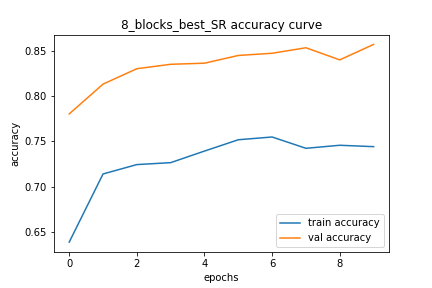 8_blocks_best_SR accuracy curve
0.85
0.80
0.75
0.70
0.65
accuracy
0
2
4
6
8
epochs
train accuracy
val accuracy